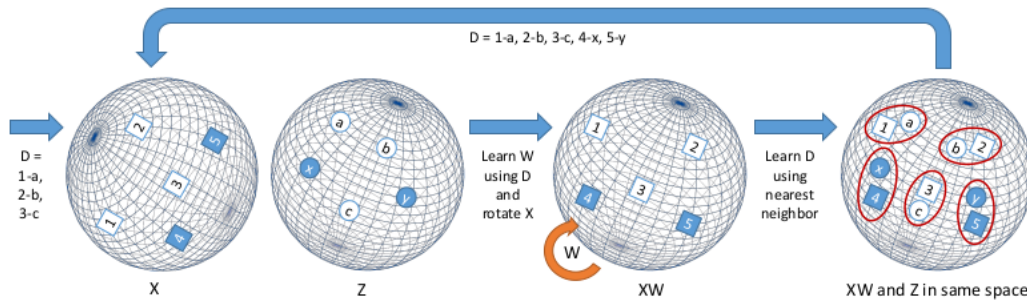 D = 1-a, 2-b, 3-c, 4-x, 5-y
D =
1-a,
2-b,
3-c
2
5
3
1
4
X
a
b
x
y
c
Z
Learn W
using D
and
rotate X
1
2
3
4
5
W
XW
Learn D
using
nearest
neighbor
1 a
b 2
x
4
3
c
y
5
XW and Z in same space